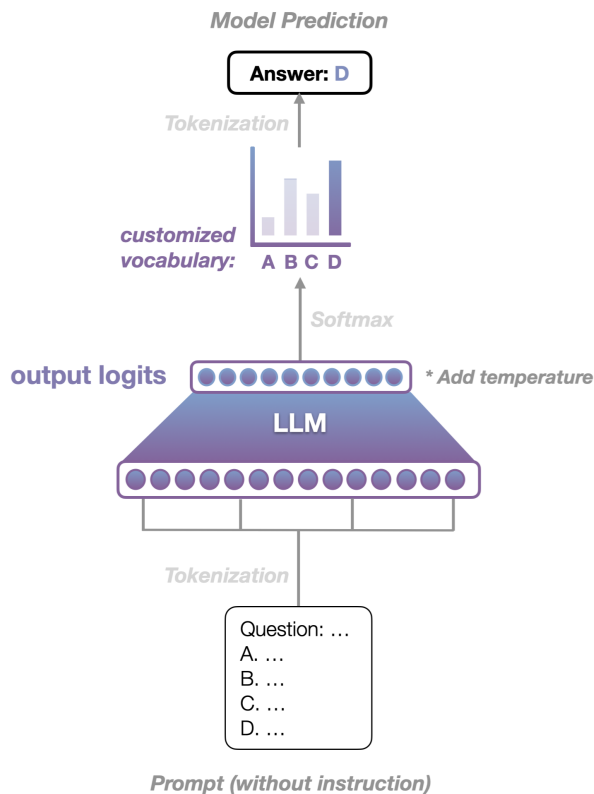 Model Prediction
Answer: D
Tokenization
customized
vocabulary:
A B C D
Softmax
output logits
* Add temperature
LLM
Tokenization
Question: ...
A. ...
B. ...
C. ...
D. ...
Prompt (without instruction)